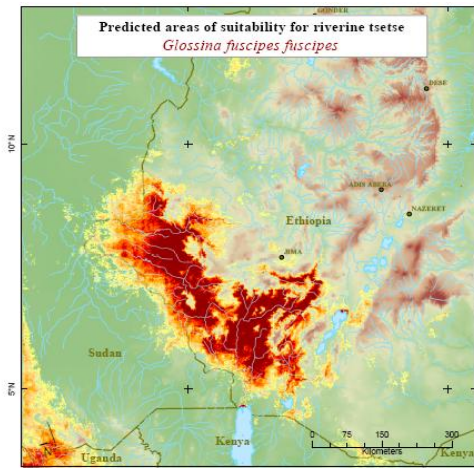 Predicted areas of suitability for riverine tsetse
Glossina fuscipes fuscipes
GONDER
DESE
10°N
ADIS ABEBA
NAZERET
Ethiopia
JIMA
Sudan
5°N
Kenya
0 75 150 300
Kilometers
Uganda
Kenya